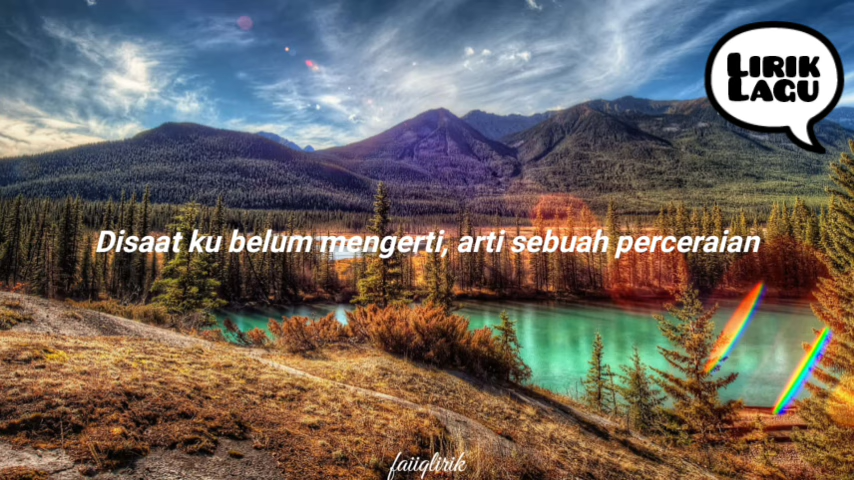 LIRIK
LAGU
Disaat ku belum mengerti, arti sebuah perceraian
faiiqlirik